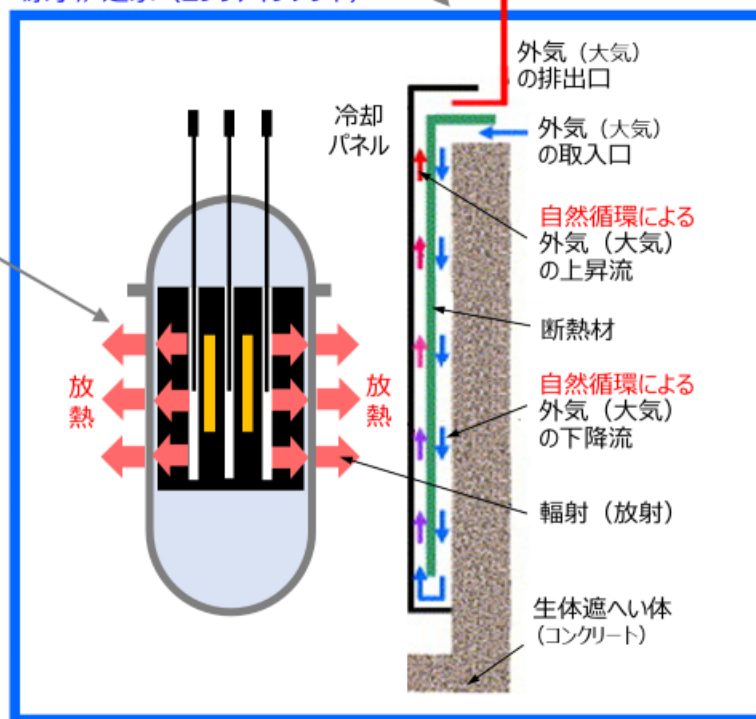 外気（大気）
の排出口
冷却
パネル
外気（大気）
の取入口
自然循環による
外気（大気）
の上昇流
断熱材
放
熱
放
熱
自然循環による
外気（大気）
の下降流
輻射（放射）
生体遮へい体
（コンクリート）